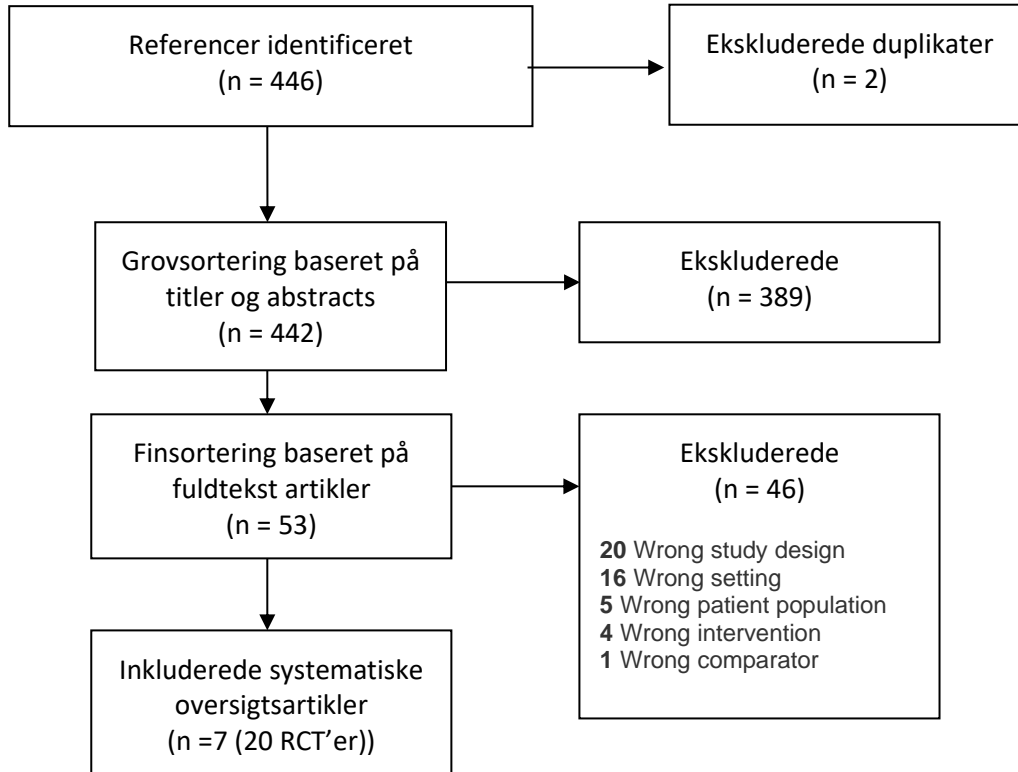 Referencer identificeret
(n = 446)
Ekskluderede duplikater
(n = 2)
Grovsortering baseret på
titler og abstracts
(n = 442)
Ekskluderede
(n = 389)
Finsortering baseret på
fuldtekst artikler
(n = 53)
Ekskluderede
(n = 46)
20 Wrong study design
16 Wrong setting
5 Wrong patient population
4 Wrong intervention
1 Wrong comparator
Inkluderede systematiske
oversigtsartikler
(n =7 (20 RCT’er))